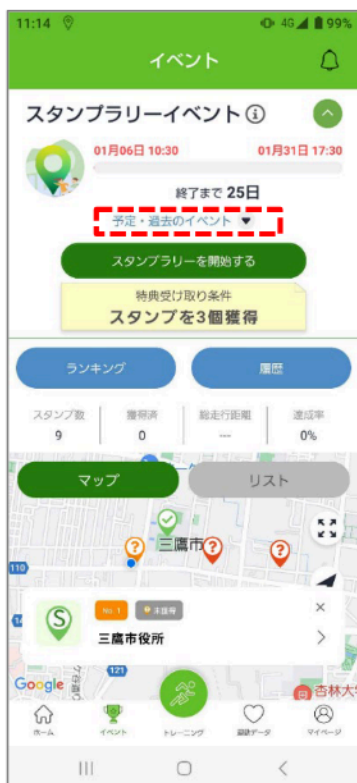 11:14 4G 99%
イベント
スタンプラリーイベント
01月06日 10:30 01月31日 17:30
終了まで 25日
予定・過去のイベント ▼
スタンプラリーを開始する
特典受け取り条件
スタンプを3個獲得
ランキング 履歴
スタンプ数 獲得済 総走行距離 達成率
9 0 --- 0%
マップ リスト
三鷹市
110
No. 1 未獲得
三鷹市役所
121
Google 杏林大学
ホーム イベント トレーニング 健康データ マイページ